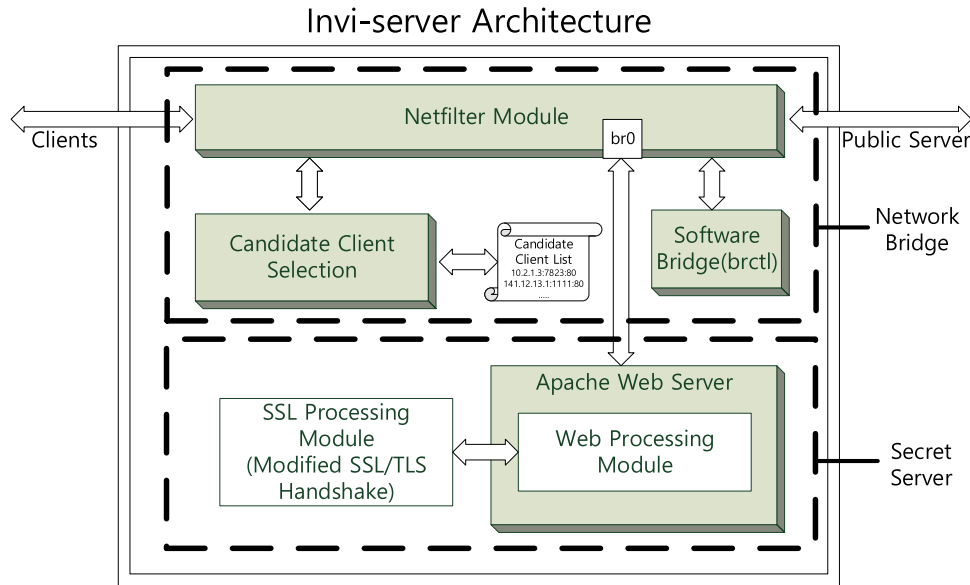 Invi-server Architecture
Netfilter Module
br0
Clients
Public Server
Candidate Client
Selection
Candidate
Client List
10.2.1.3:7823:80
141.12.13.1:1111:80
.....
Software
Bridge(brctl)
Network
Bridge
Apache Web Server
SSL Processing
Module
(Modified SSL/TLS
Handshake)
Web Processing
Module
Secret
Server